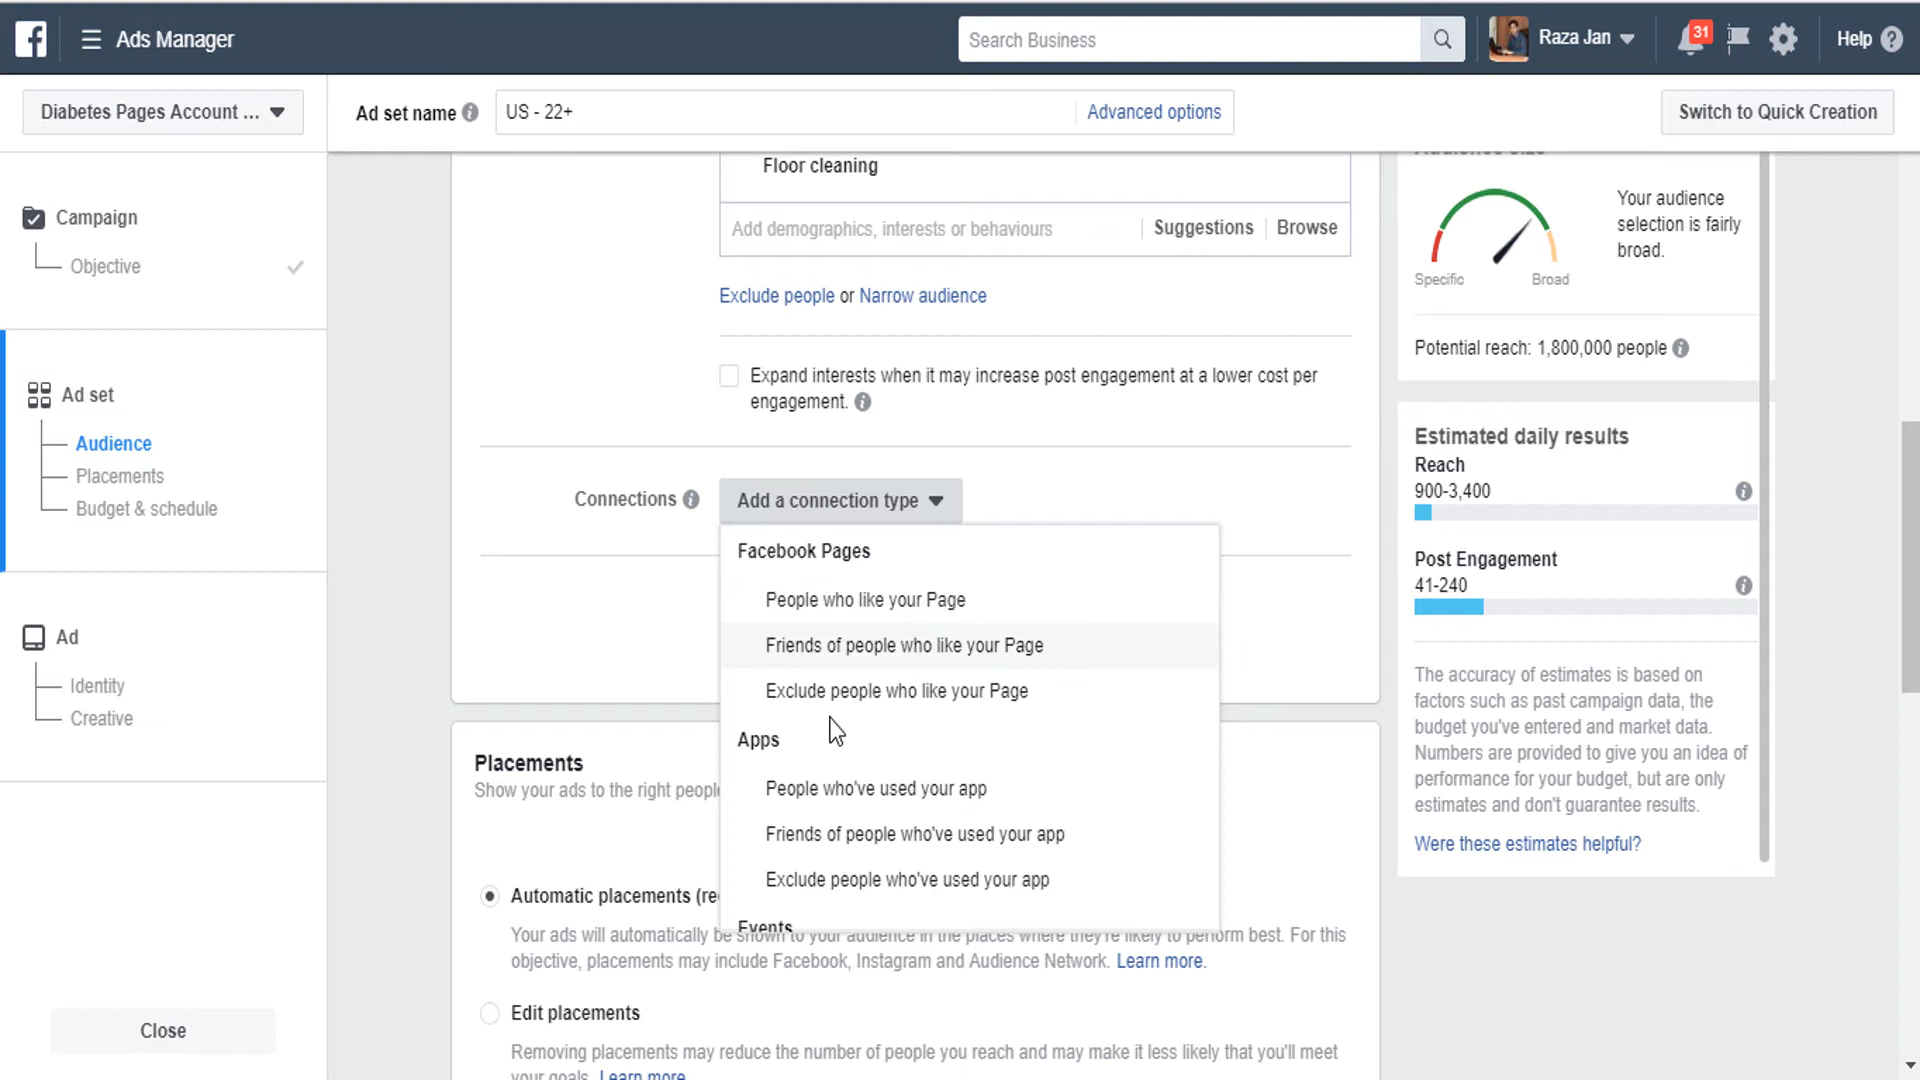 Ads Manager
Search Business
Raza Jan
31
Help
Diabetes Pages Account ...
Ad set name
US - 22+
Advanced options
Switch to Quick Creation
Campaign
Objective
Ad set
Audience
Placements
Budget & schedule
Ad
Identity
Creative
Close
Floor cleaning
Add demographics, interests or behaviours
Suggestions
Browse
Exclude people or Narrow audience
Expand interests when it may increase post engagement at a lower cost per
engagement.
Connections
Add a connection type
Facebook Pages
People who like your Page
Friends of people who like your Page
Exclude people who like your Page
Apps
People who've used your app
Friends of people who've used your app
Exclude people who've used your app
Events
Placements
Show your ads to the right people
Automatic placements (re
Your ads will automatically be shown to your audience in the places where they're likely to perform best. For this
objective, placements may include Facebook, Instagram and Audience Network. Learn more.
Edit placements
Removing placements may reduce the number of people you reach and may make it less likely that you'll meet
your goals. Learn more
Audience size
Specific
Broad
Your audience
selection is fairly
broad.
Potential reach: 1,800,000 people
Estimated daily results
Reach
900-3,400
Post Engagement
41-240
The accuracy of estimates is based on
factors such as past campaign data, the
budget you've entered and market data.
Numbers are provided to give you an idea of
performance for your budget, but are only
estimates and don't guarantee results.
Were these estimates helpful?